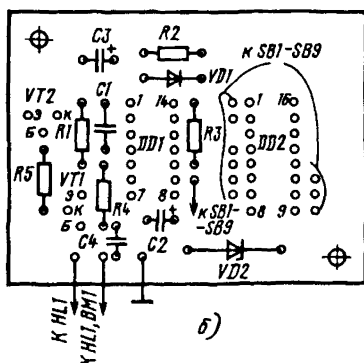 C3
R2
к SB1-SB9
VD1
VT2
C1
1
14
1
16
Э
К
Б
R1
DD1
R3
DD2
VT1
R5
Э
К
Б
R4
7
8
к SB1-
-SB9
8
9
C4
C2
VD2
К HL1
К HL1, BM1
б)